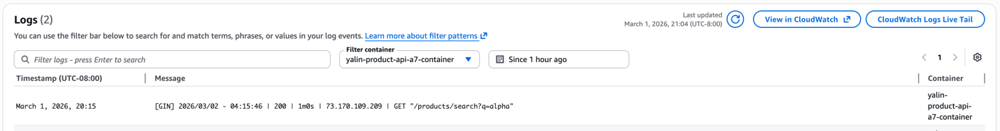 Logs (2)
Last updated
March 1, 2026, 21:04 (UTC-8:00)
View in CloudWatch
CloudWatch Logs Live Tail
You can use the filter bar below to search for and match terms, phrases, or values in your log events. Learn more about filter patterns
Filter container
Filter logs - press Enter to search
yalin-product-api-a7-container
Since 1 hour ago
1
Timestamp (UTC-08:00)
Message
Container
March 1, 2026, 20:15
[GIN] 2026/03/02 - 04:15:46 | 200 | 1m0s | 73.170.109.209 | GET "/products/search?q=alpha"
yalin-
product-api-
a7-container